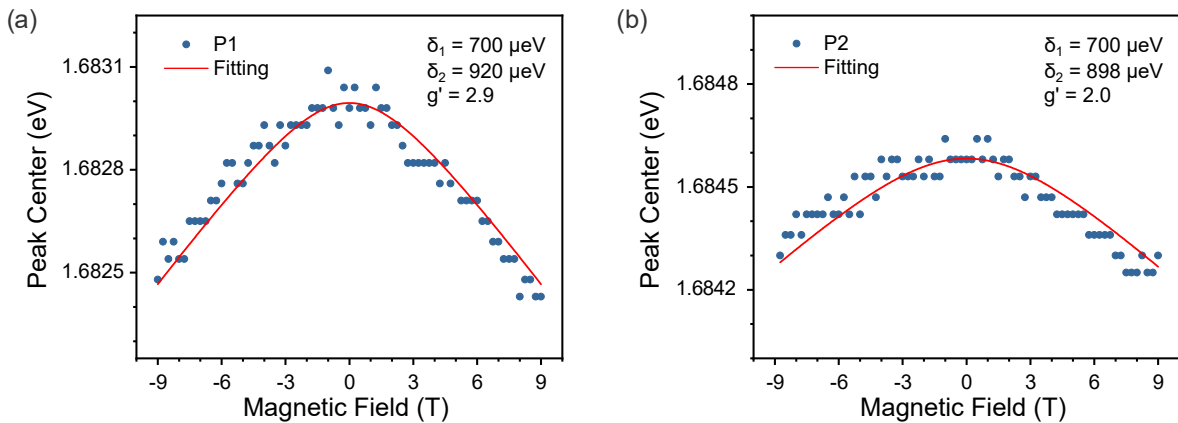 (a)
P1
Fitting
δ₁ = 700 µeV
δ₂ = 920 µeV
g' = 2.9
1.6831
1.6828
1.6825
Peak Center (eV)
-9 -6 -3 0 3 6 9
Magnetic Field (T)
(b)
P2
Fitting
δ₁ = 700 µeV
δ₂ = 898 µeV
g' = 2.0
1.6848
1.6845
1.6842
Peak Center (eV)
-9 -6 -3 0 3 6 9
Magnetic Field (T)